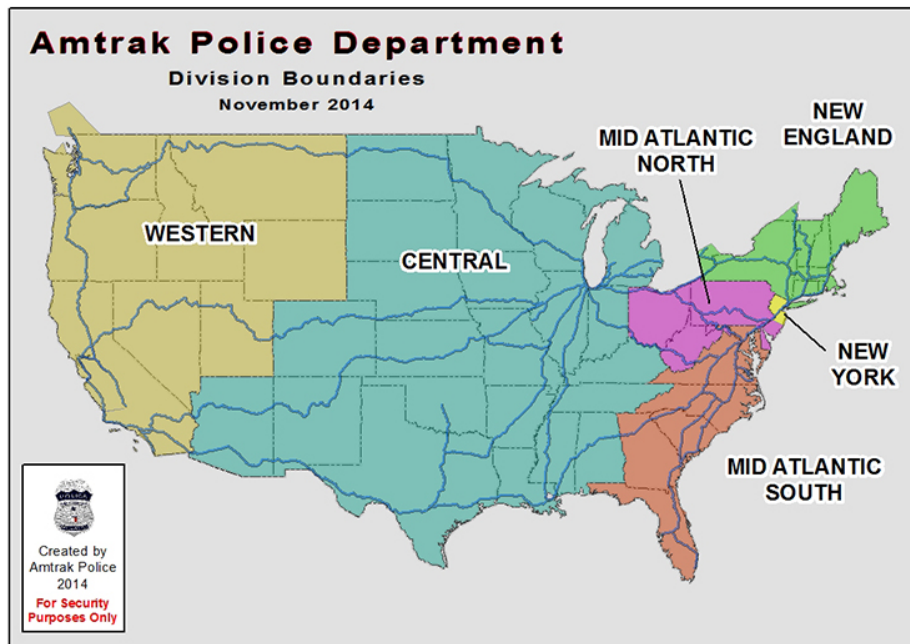 Amtrak Police Department
Division Boundaries
November 2014
NEW
ENGLAND
MID ATLANTIC
NORTH
WESTERN
CENTRAL
NEW
YORK
MID ATLANTIC
SOUTH
POLICE
Created by
Amtrak Police
2014
For Security
Purposes Only